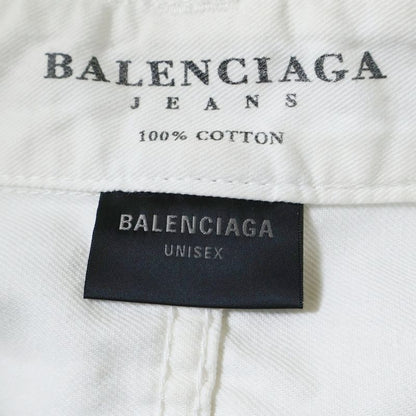 BALENCIAGA
JEANS
100% COTTON
BALENCIAGA
UNISEX